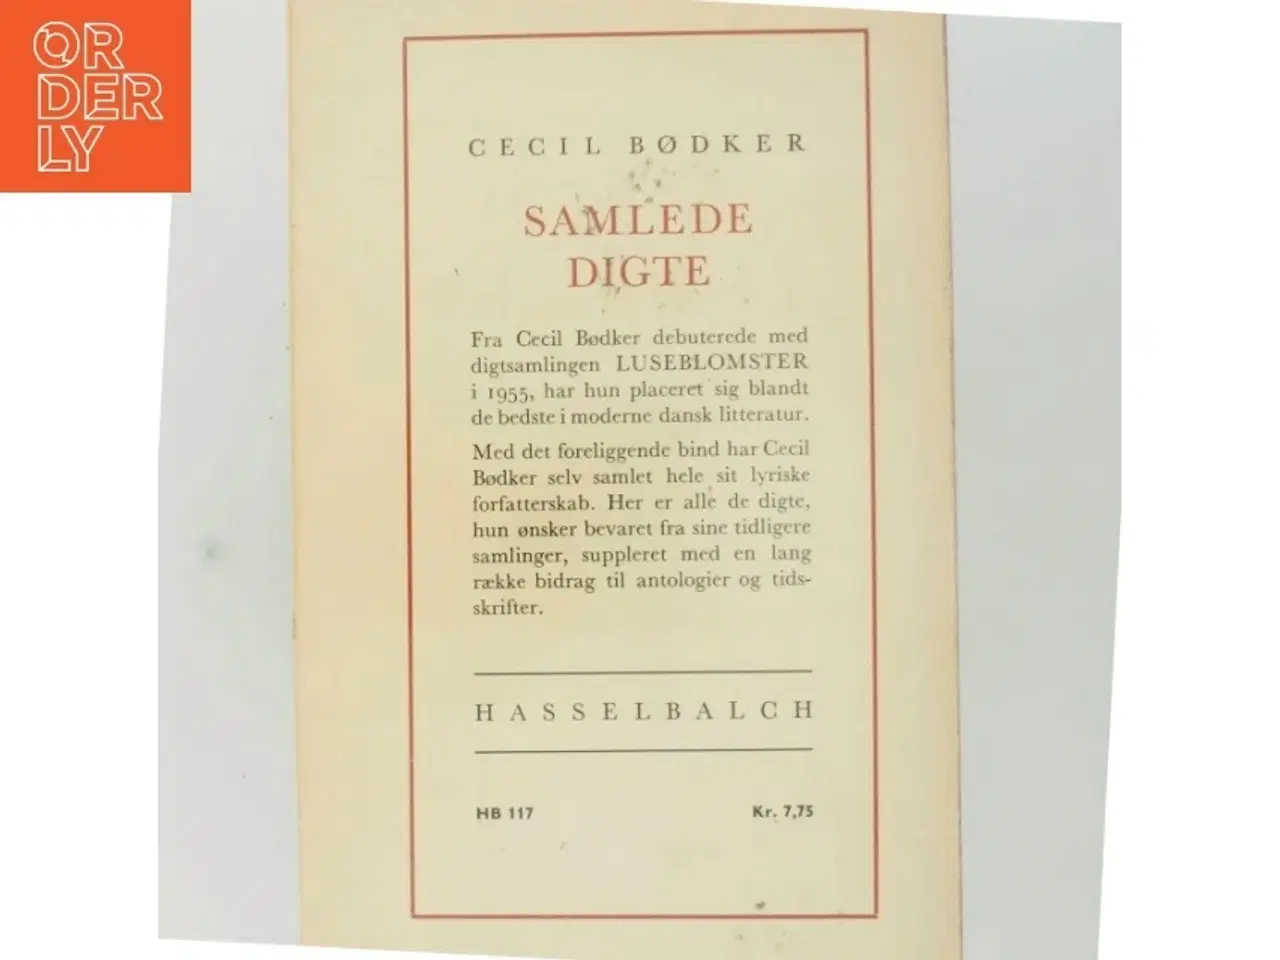 ORDERLY
CECIL BØDKER
SAMLEDE
DIGTE
Fra Cecil Bødker debuterede med
digtsamlingen LUSEBLOMSTER
i 1955, har hun placeret sig blandt
de bedste i moderne dansk litteratur.
Med det foreliggende bind har Cecil
Bødker selv samlet hele sit lyriske
forfatterskab. Her er alle de digte,
hun ønsker bevaret fra sine tidligere
samlinger, suppleret med en lang
række bidrag til antologier og tids-
skrifter.
HASSELBALCH
HB 117 Kr. 7,75